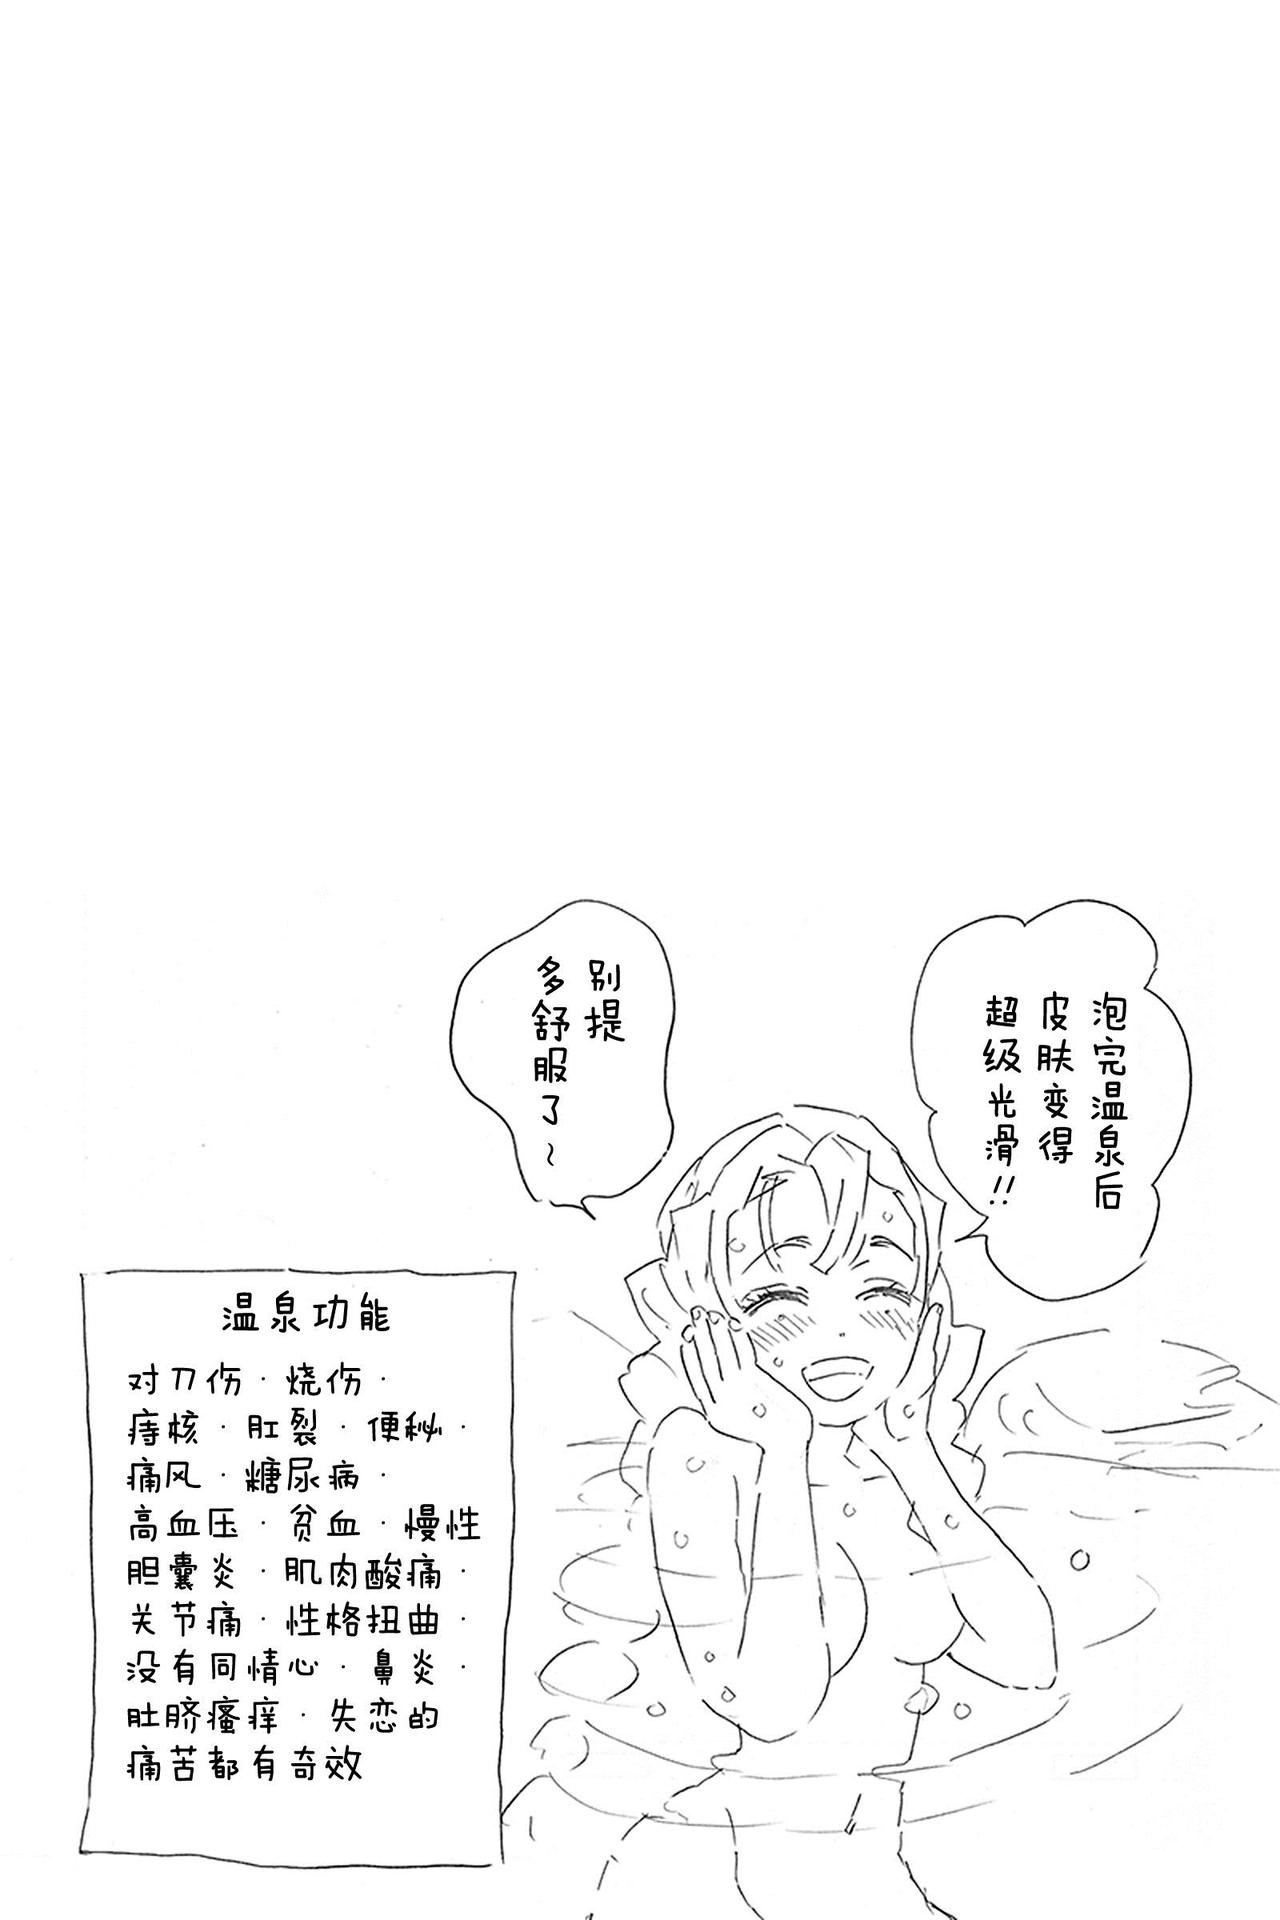 泡完温泉后
皮肤变得
超级光滑!!
别提
多舒服了~
温泉功能
对刀伤·烧伤·
痔核·肛裂·便秘·
痛风·糖尿病·
高血压·贫血·慢性
胆囊炎·肌肉酸痛·
关节痛·性格扭曲·
没有同情心·鼻炎·
肚脐瘙痒·失恋的
痛苦都有奇效